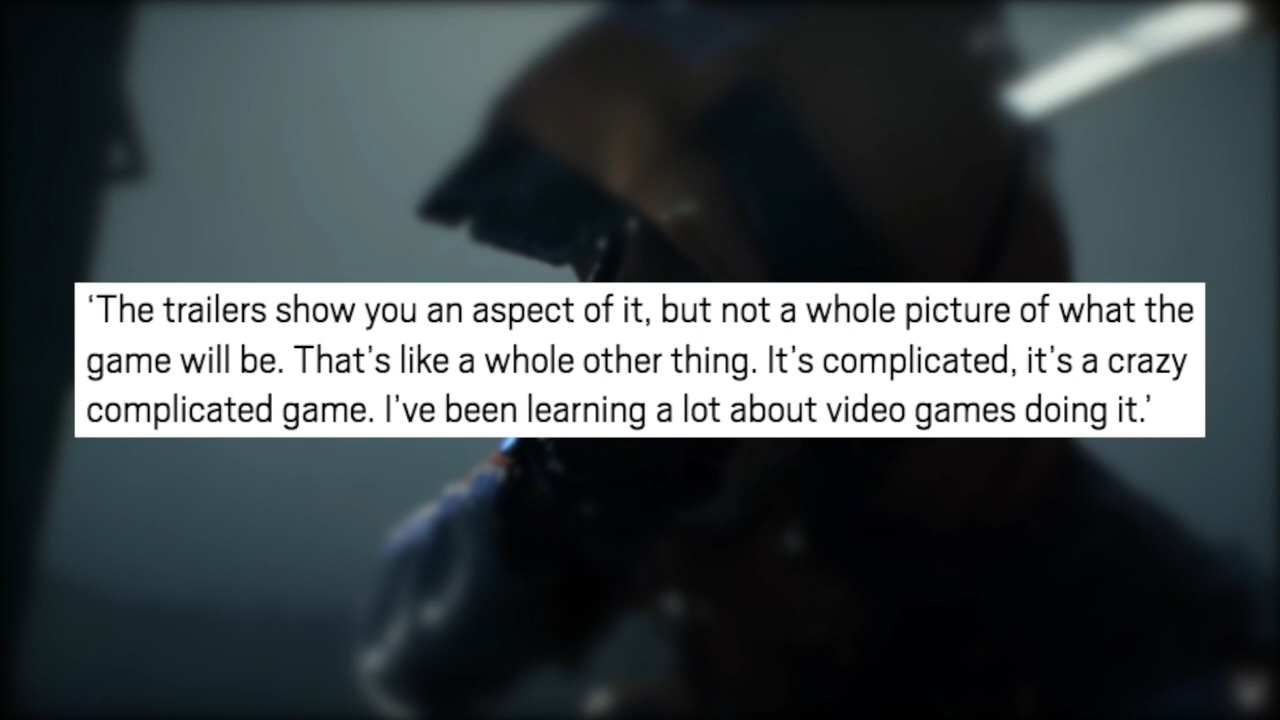 ‘The trailers show you an aspect of it, but not a whole picture of what the
game will be. That’s like a whole other thing. It’s complicated, it’s a crazy
complicated game. I’ve been learning a lot about video games doing it.’